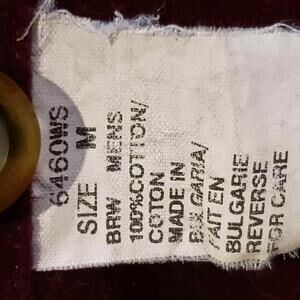 6460WS
SIZE M
BRW MENS
100%COTTON/
COTON
MADE IN
BULGARIA/
FAIT EN
BULGARIE
REVERSE
FOR CARE